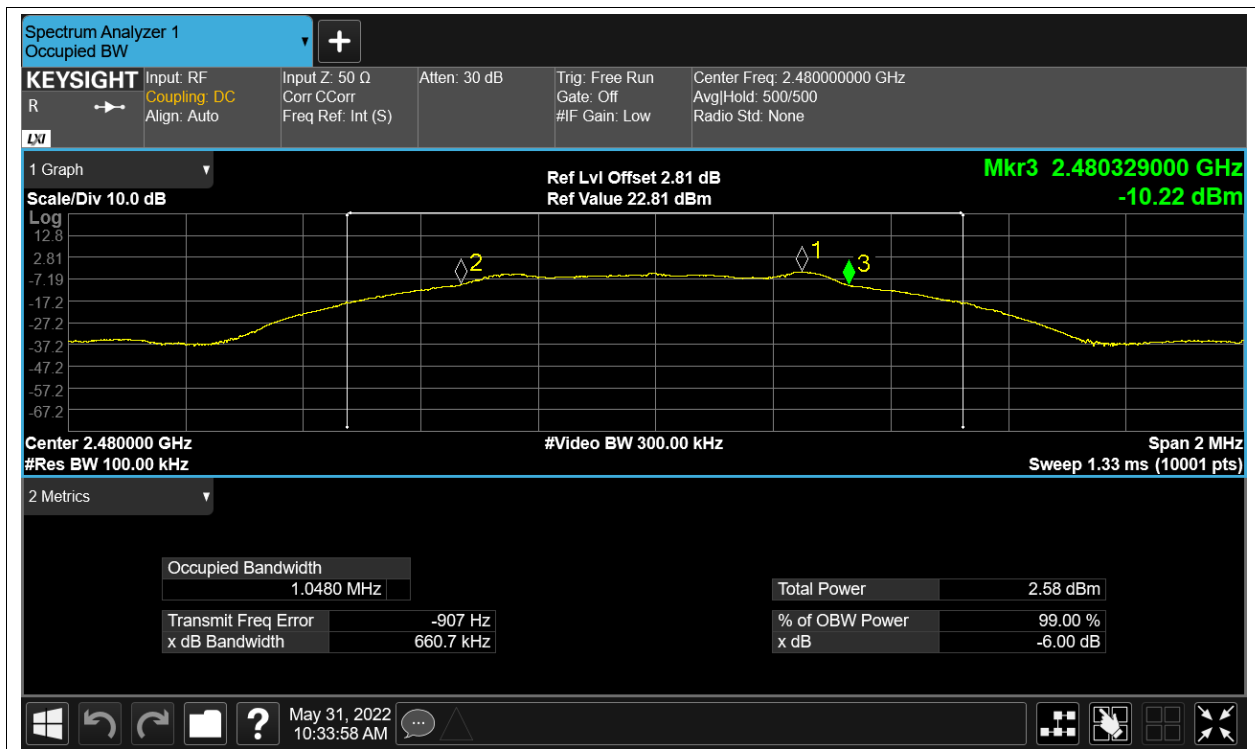 Spectrum Analyzer 1
Occupied BW
KEYSIGHT
R
LXI
Input: RF
Coupling: DC
Align: Auto
Input Z: 50 Ω
Corr CCorr
Freq Ref: Int (S)
Atten: 30 dB
Trig: Free Run
Gate: Off
#IF Gain: Low
Center Freq: 2.480000000 GHz
Avg|Hold: 500/500
Radio Std: None
1 Graph
Scale/Div 10.0 dB
Ref Lvl Offset 2.81 dB
Ref Value 22.81 dBm
Mkr3 2.480329000 GHz
-10.22 dBm
Log
12.8
2.81
-7.19
-17.2
-27.2
-37.2
-47.2
-57.2
-67.2
2
1
3
Center 2.480000 GHz
#Res BW 100.00 kHz
#Video BW 300.00 kHz
Span 2 MHz
Sweep 1.33 ms (10001 pts)
2 Metrics
Occupied Bandwidth
1.0480 MHz
Transmit Freq Error -907 Hz
x dB Bandwidth 660.7 kHz
Total Power 2.58 dBm
% of OBW Power 99.00 %
x dB -6.00 dB
?
May 31, 2022
10:33:58 AM